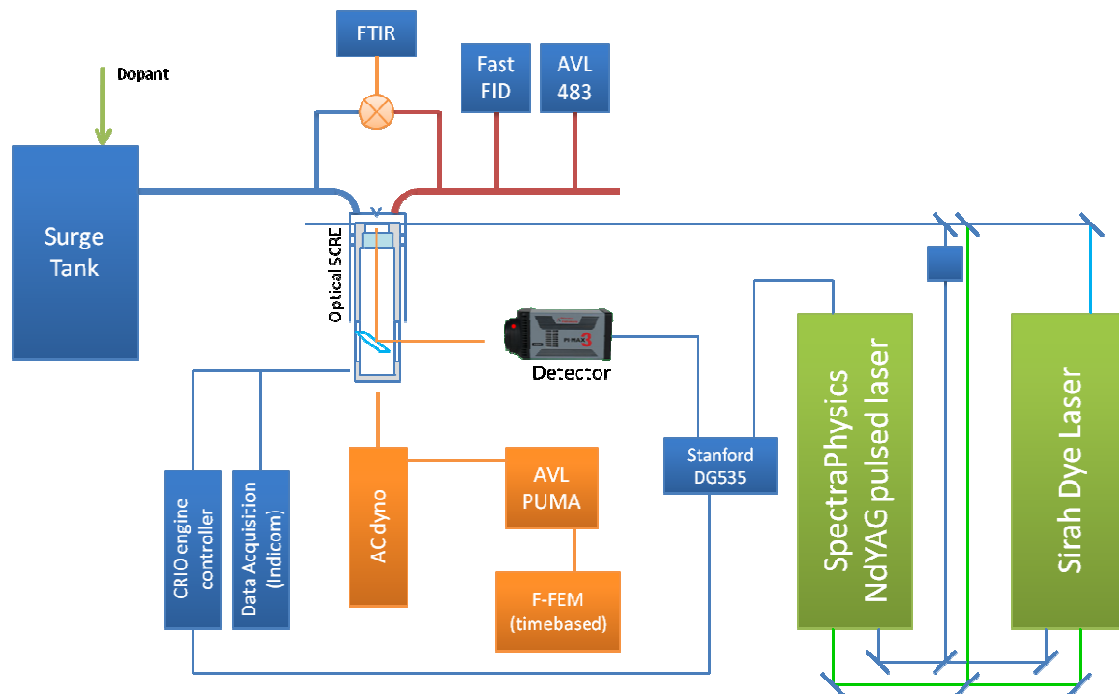 FTIR
Dopant
Fast
FID
AVL
483
Surge
Tank
Optical SCRE
Detector
SpectraPhysics
NdYAG pulsed laser
Sirah Dye Laser
Stanford
DG535
CRIO engine
controller
Data Acquisition
(Indicom)
AC dyno
AVL
PUMA
F-FEM
(timebased)